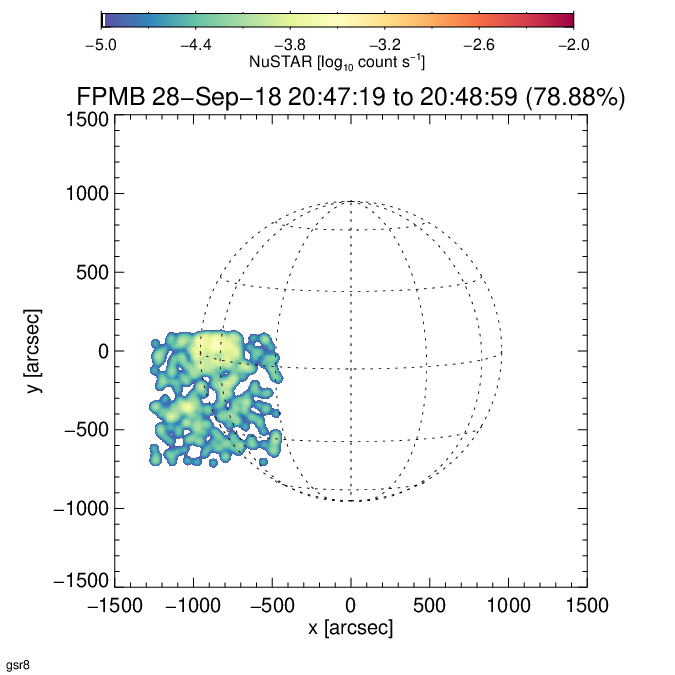 −5.0 −4.4 −3.8 −3.2 −2.6 −2.0
NuSTAR [log₁₀ count s⁻¹]
FPMB 28−Sep−18 20:47:19 to 20:48:59 (78.88%)
1500
1000
500
0
−500
−1000
−1500
y [arcsec]
−1500 −1000 −500 0 500 1000 1500
x [arcsec]
gsr8